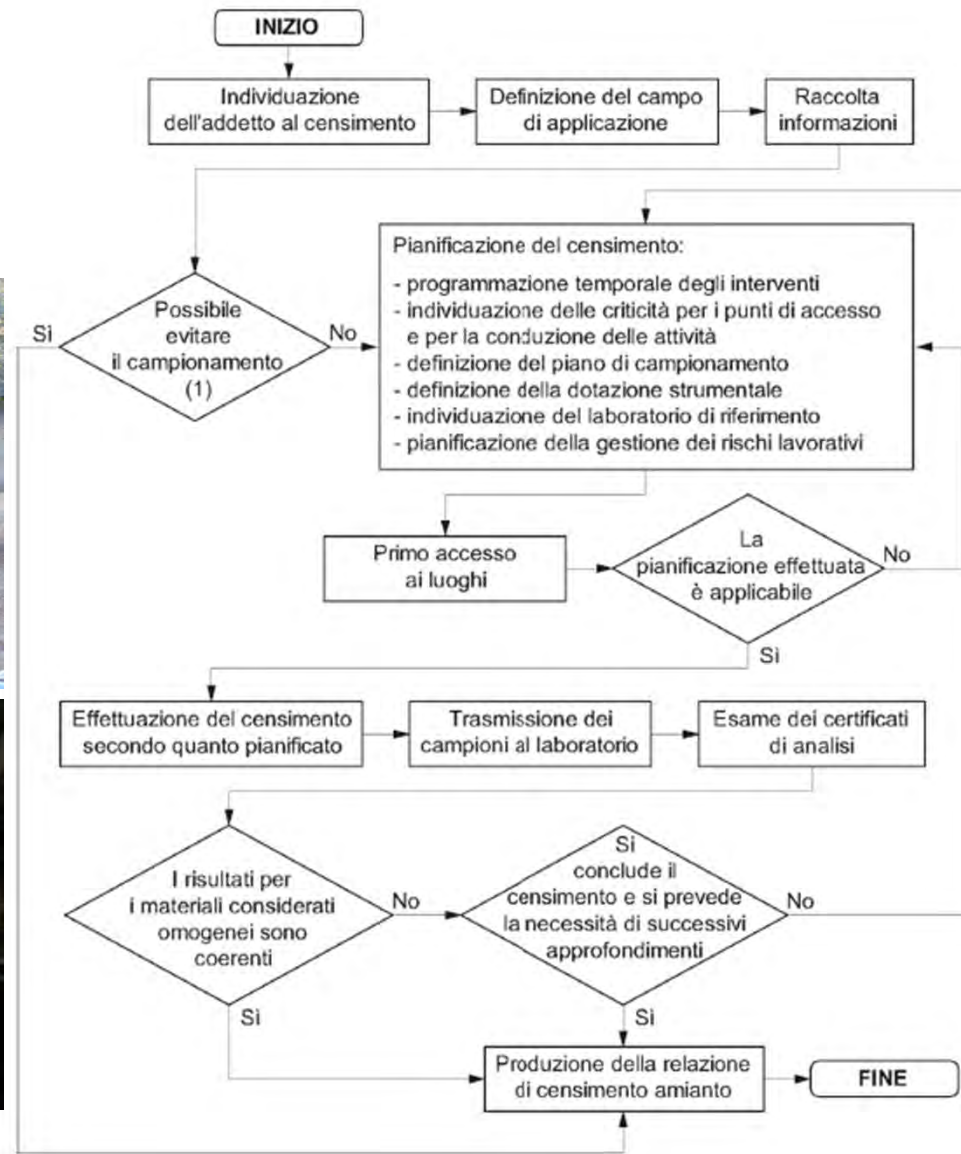 INIZIO
Individuazione
dell'addetto al censimento
Definizione del campo
di applicazione
Raccolta
informazioni
Pianificazione del censimento:
- programmazione temporale degli interventi
- individuazione delle criticità per i punti di accesso
e per la conduzione delle attività
- definizione del piano di campionamento
- definizione della dotazione strumentale
- individuazione del laboratorio di riferimento
- pianificazione della gestione dei rischi lavorativi
Sì
Possibile
evitare
il campionamento
(1)
No
Primo accesso
ai luoghi
La
pianificazione effettuata
è applicabile
No
Sì
Effettuazione del censimento
secondo quanto pianificato
Trasmissione dei
campioni al laboratorio
Esame dei certificati
di analisi
I risultati per
i materiali considerati
omogenei sono
coerenti
No
Si
conclude il
censimento e si prevede
la necessità di successivi
approfondimenti
No
Sì
Sì
Produzione della relazione
di censimento amianto
FINE